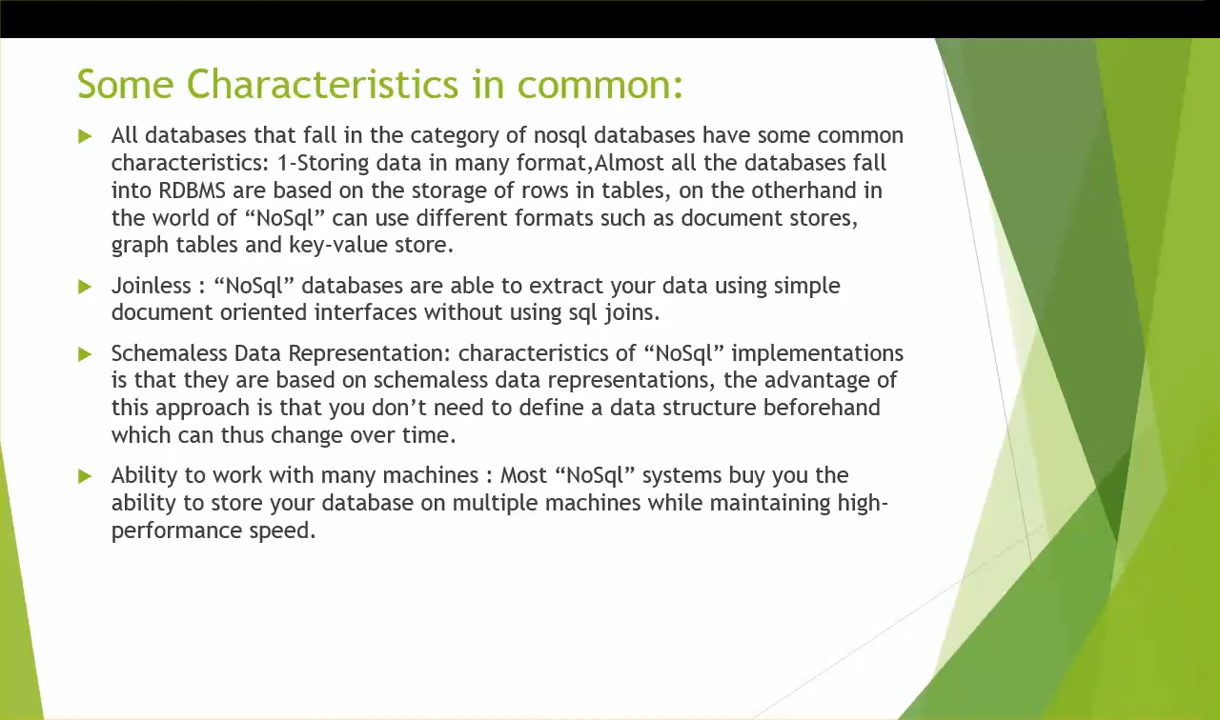 Some Characteristics in common:
All databases that fall in the category of nosql databases have some common
characteristics: 1-Storing data in many format,Almost all the databases fall
into RDBMS are based on the storage of rows in tables, on the otherhand in
the world of “NoSql” can use different formats such as document stores,
graph tables and key-value store.
Joinless : “NoSql” databases are able to extract your data using simple
document oriented interfaces without using sql joins.
Schemaless Data Representation: characteristics of “NoSql” implementations
is that they are based on schemaless data representations, the advantage of
this approach is that you don’t need to define a data structure beforehand
which can thus change over time.
Ability to work with many machines : Most “NoSql” systems buy you the
ability to store your database on multiple machines while maintaining high-
performance speed.